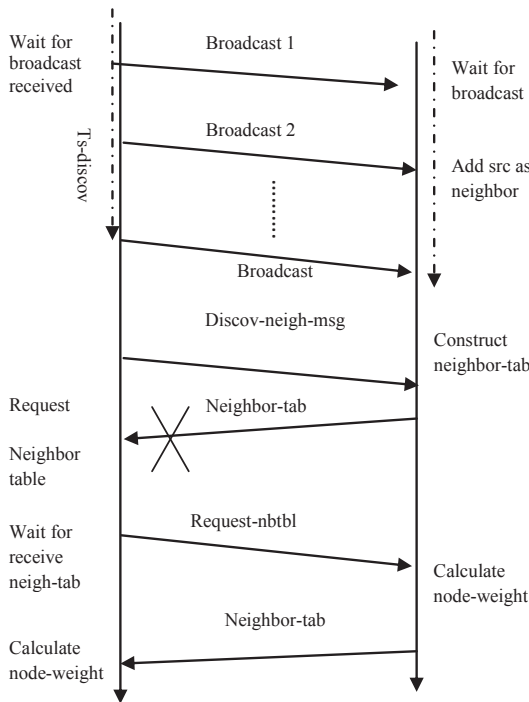 Wait for
broadcast
received
Broadcast 1
Wait for
broadcast
Ts-discov
Broadcast 2
Add src as
neighbor
Broadcast
Discov-neigh-msg
Construct
neighbor-tab
Request
Neighbor-tab
Neighbor
table
Request-nbtbl
Wait for
receive
neigh-tab
Calculate
node-weight
Neighbor-tab
Calculate
node-weight